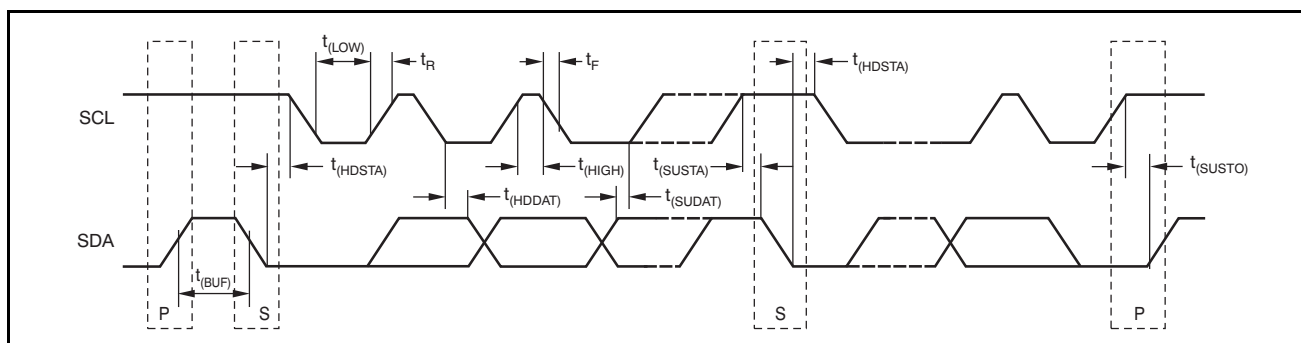 t(LOW)
tR
tF
t(HDSTA)
SCL
t(HDSTA)
t(HIGH)
t(SUSTA)
t(SUSTO)
t(HDDAT)
t(SUDAT)
SDA
t(BUF)
P
S
S
P